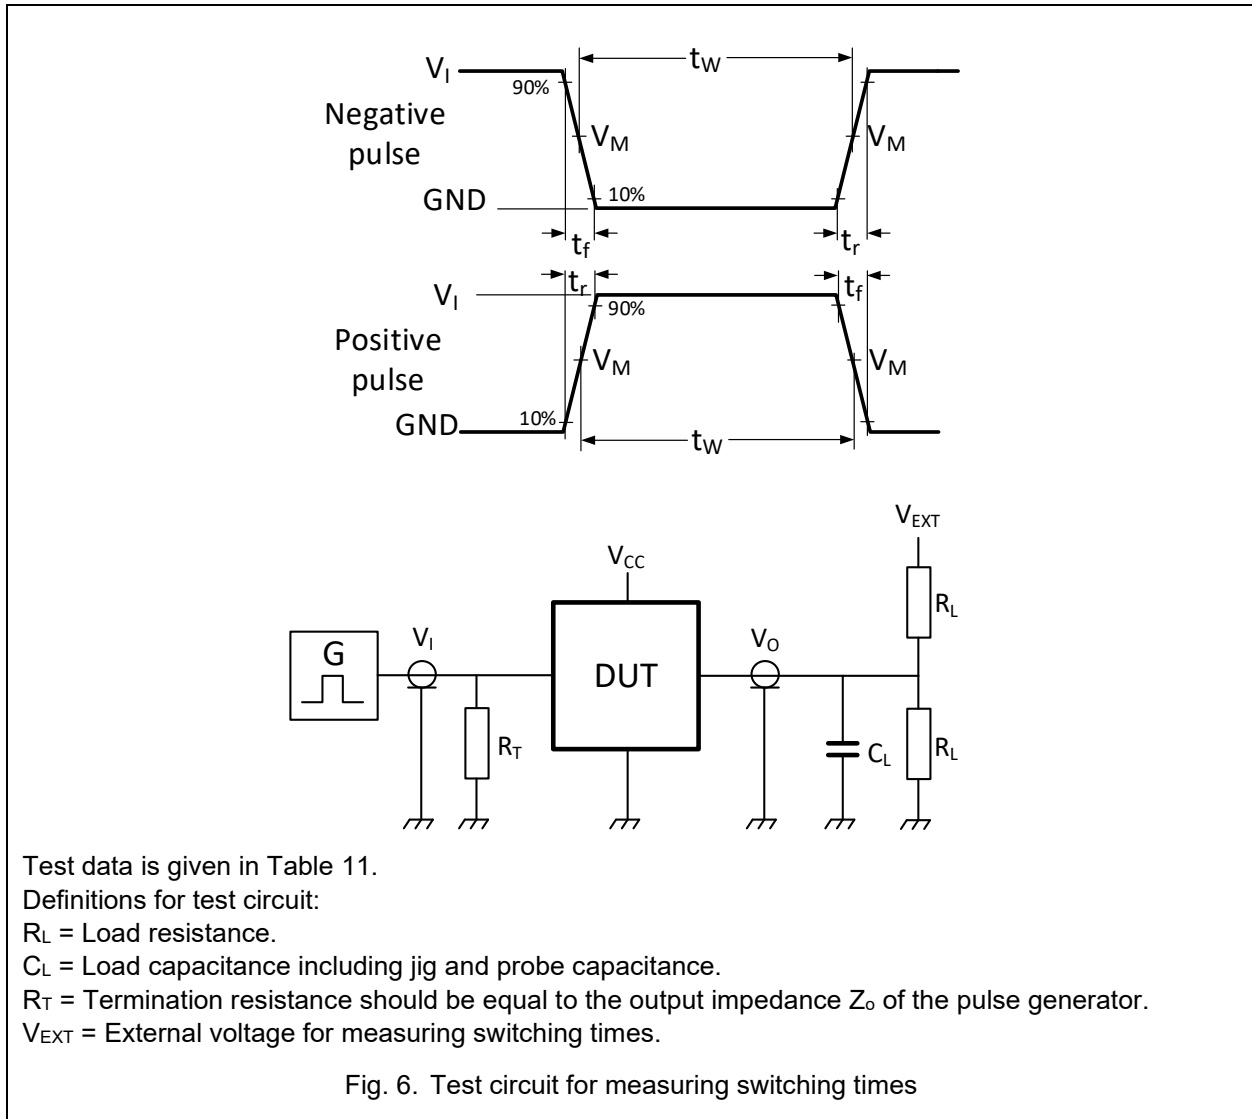 t_W
V_I
90%
Negative
pulse
V_M
V_M
10%
GND
t_f
t_r
t_r
t_f
V_I
90%
Positive
pulse
V_M
V_M
10%
GND
t_W
V_EXT
V_CC
R_L
G
V_I
DUT
V_O
R_T
C_L
R_L
Test data is given in Table 11.
Definitions for test circuit:
R_L = Load resistance.
C_L = Load capacitance including jig and probe capacitance.
R_T = Termination resistance should be equal to the output impedance Z_o of the pulse generator.
V_EXT = External voltage for measuring switching times.
Fig. 6. Test circuit for measuring switching times